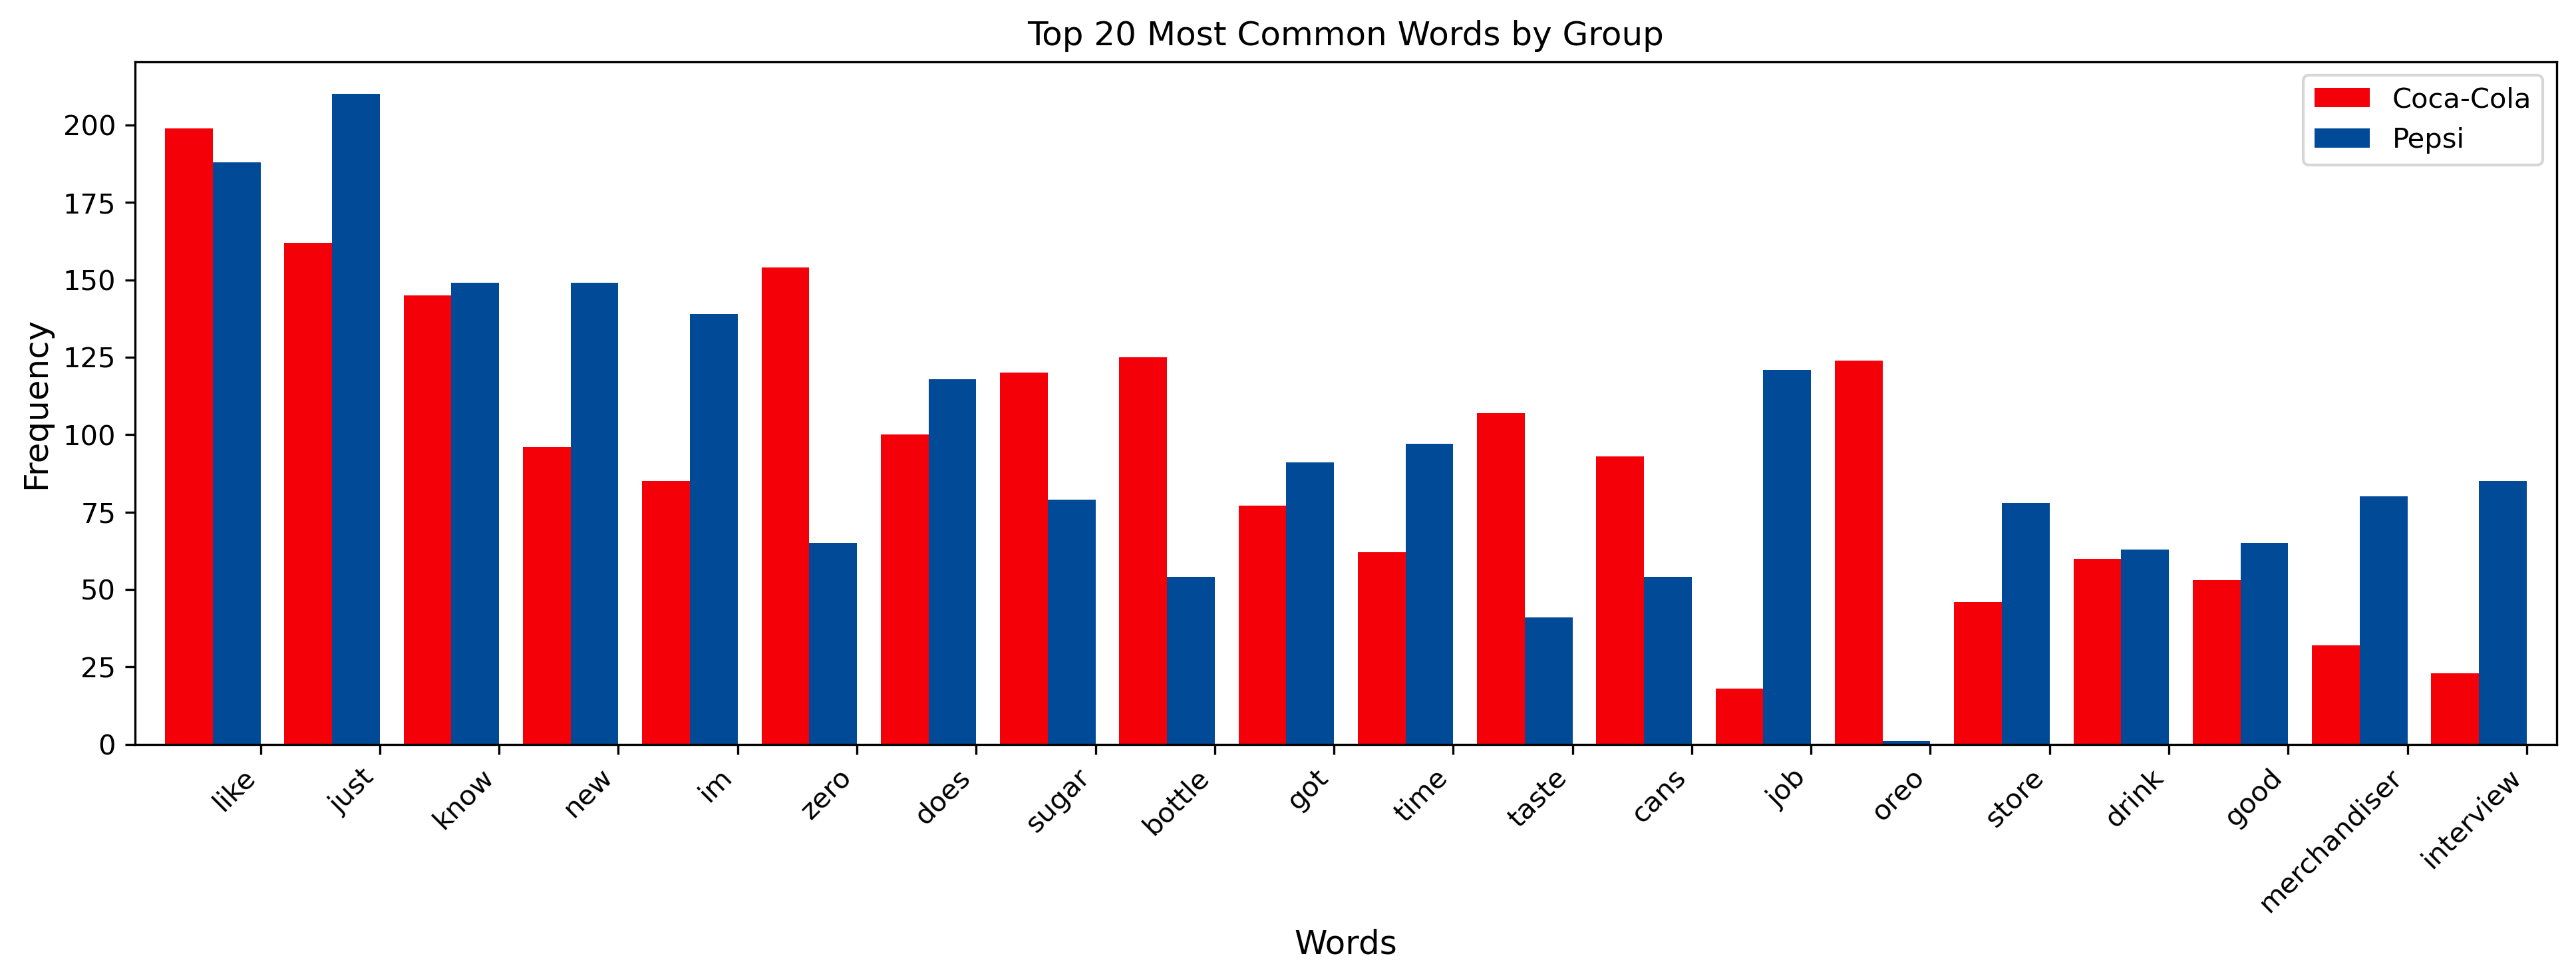 Top 20 Most Common Words by Group
Coca-Cola
Pepsi
Frequency
200
175
150
125
100
75
50
25
0
like
just
know
new
im
zero
does
sugar
bottle
got
time
taste
cans
job
oreo
store
drink
good
merchandiser
interview
Words